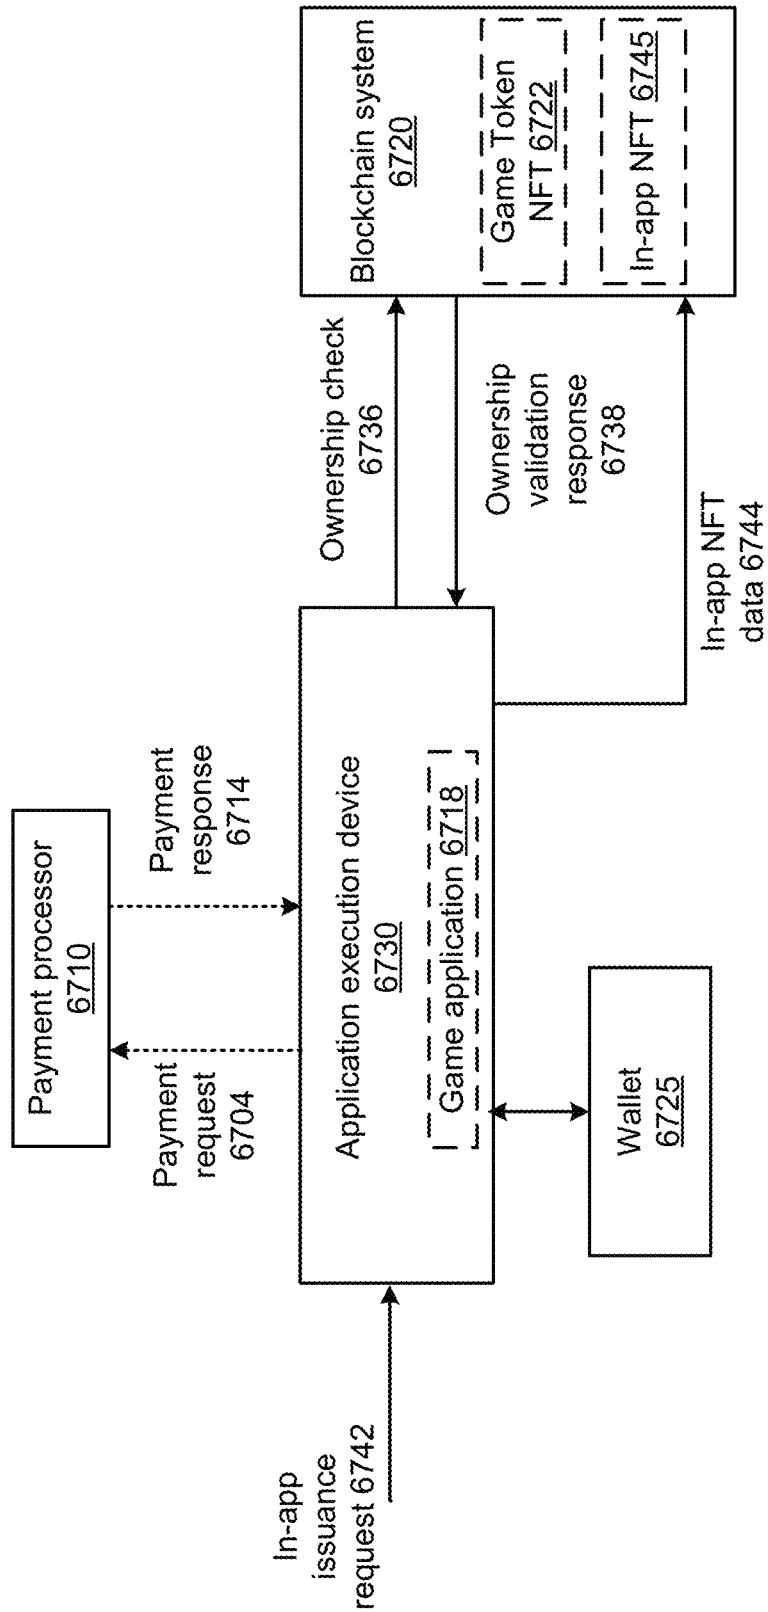 Payment processor
6710
Payment
request
6704
Payment
response
6714
In-app
issuance
request 6742
Application execution device
6730
Game application 6718
Wallet
6725
Ownership check
6736
Ownership
validation
response
6738
In-app NFT
data 6744
Blockchain system
6720
Game Token
NFT 6722
In-app NFT 6745